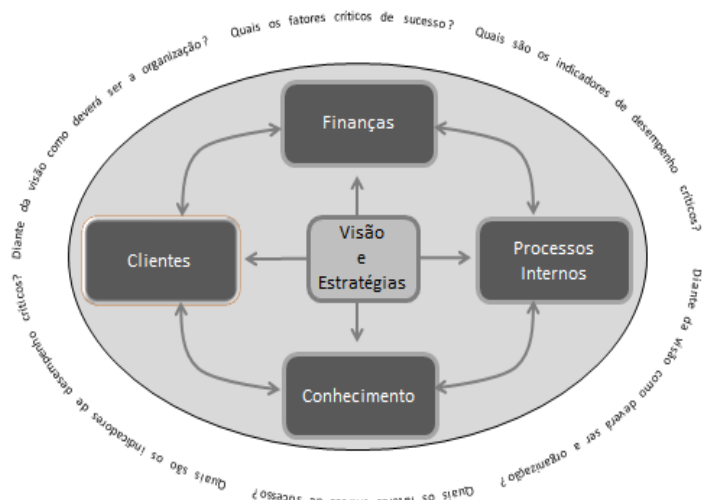 Diante da visão como deverá ser a organização? Quais os fatores críticos de sucesso? Quais são os indicadores de desempenho críticos?
Finanças
Clientes
Visão
e
Estratégias
Processos
Internos
Conhecimento
Diante da visão como deverá ser a organização? Quais os de sucesso? Quais são os indicadores de desempenho críticos?